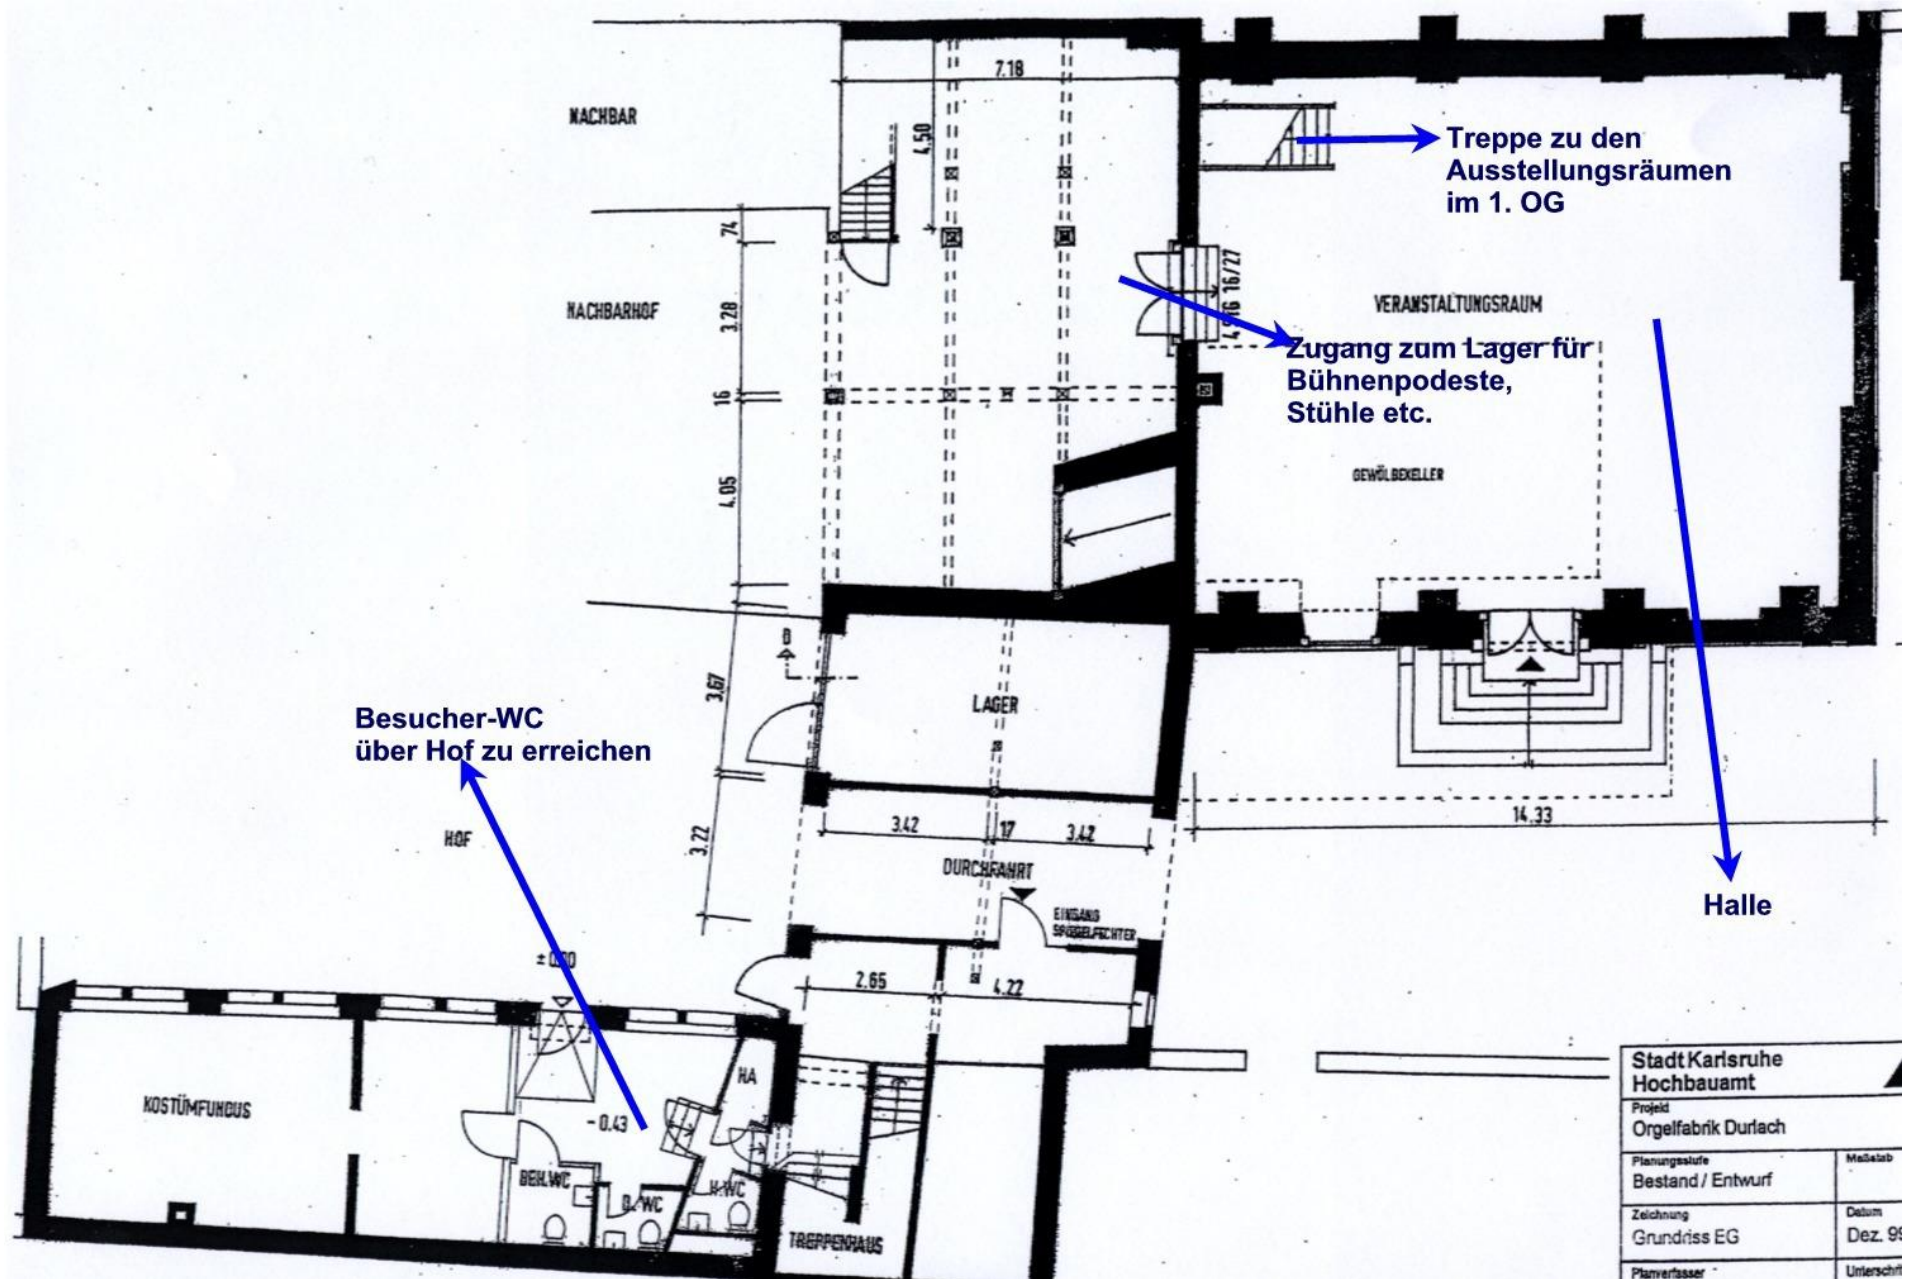 7.18
NACHBAR
4.50
Treppe zu den
Ausstellungsräumen
im 1. OG
74
NACHBARHOF
3.28
16/27
VERANSTALTUNGSRAUM
Zugang zum Lager für
Bühnenpodeste,
Stühle etc.
16
GEWÖLBEKELLER
4.05
B
3.67
LAGER
Besucher-WC
über Hof zu erreichen
HOF
3.22
3.42
17
3.42
14.33
DURCHFAHRT
EINGANG
SPIEGELFECHTER
Halle
2.65
4.22
HA
KOSTÜMFUNDUS
- 0.43
BEH.WC
D. WC
H.WC
TREPPENHAUS
Stadt Karlsruhe
Hochbauamt
Projekt
Orgelfabrik Durlach
Planungsstufe
Maßstab
Bestand / Entwurf
Zeichnung
Datum
Grundriss EG
Dez. 99
Planverfasser
Unterschrift